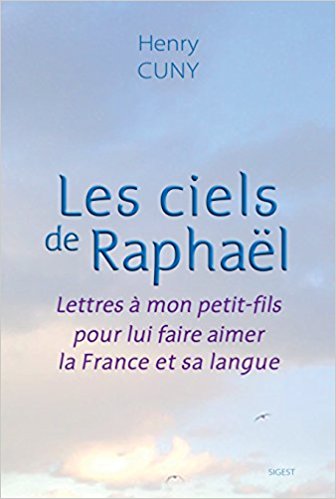 Henry
CUNY
Les ciels
de Raphaël
Lettres à mon petit-fils
pour lui faire aimer
la France et sa langue
SIGEST